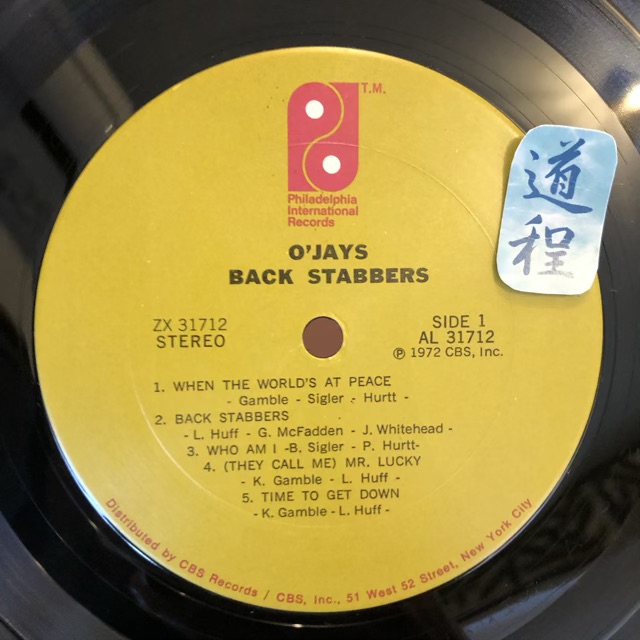 T.M.
Philadelphia
International
Records
道
程
O'JAYS
BACK STABBERS
ZX 31712
STEREO
SIDE 1
AL 31712
Ⓟ 1972 CBS, Inc.
1. WHEN THE WORLD'S AT PEACE
- Gamble - Sigler - Hurtt -
2. BACK STABBERS
- L. Huff - G. McFadden - J. Whitehead -
3. WHO AM I -B. Sigler - P. Hurtt-
4. (THEY CALL ME) MR. LUCKY
- K. Gamble - L. Huff -
5. TIME TO GET DOWN
- K. Gamble - L. Huff -
Distributed by CBS Records / CBS, Inc., 51 West 52 Street, New York City